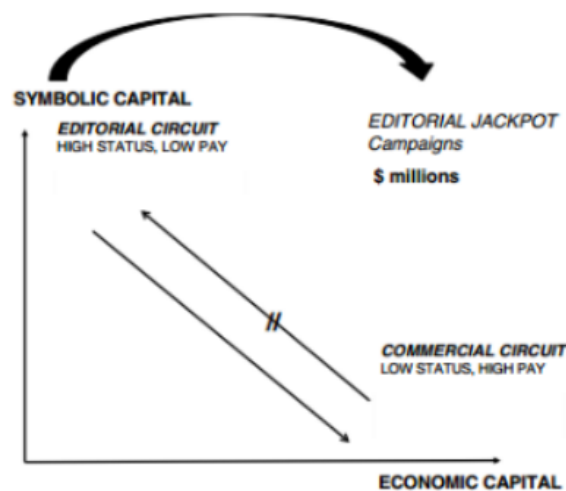 SYMBOLIC CAPITAL
EDITORIAL CIRCUIT
HIGH STATUS, LOW PAY
EDITORIAL JACKPOT
Campaigns
$ millions
COMMERCIAL CIRCUIT
LOW STATUS, HIGH PAY
ECONOMIC CAPITAL